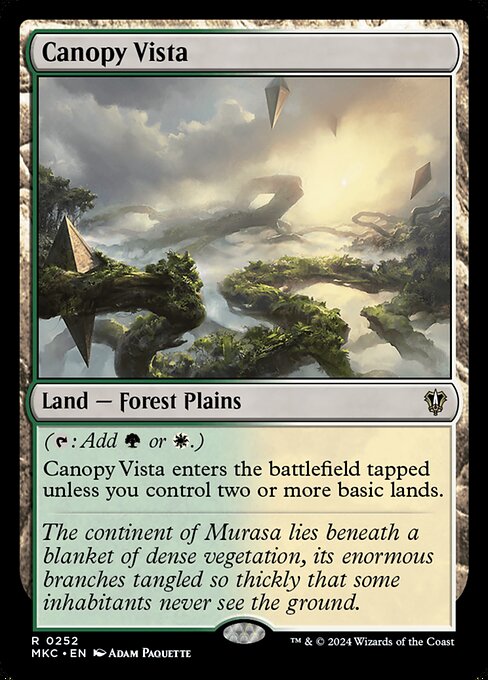 Canopy Vista
Land — Forest Plains
(: Add  or .)
Canopy Vista enters the battlefield tapped
unless you control two or more basic lands.
The continent of Murasa lies beneath a
blanket of dense vegetation, its enormous
branches tangled so thickly that some
inhabitants never see the ground.
R 0252
MKC • EN Adam Paquette
™ & © 2024 Wizards of the Coast